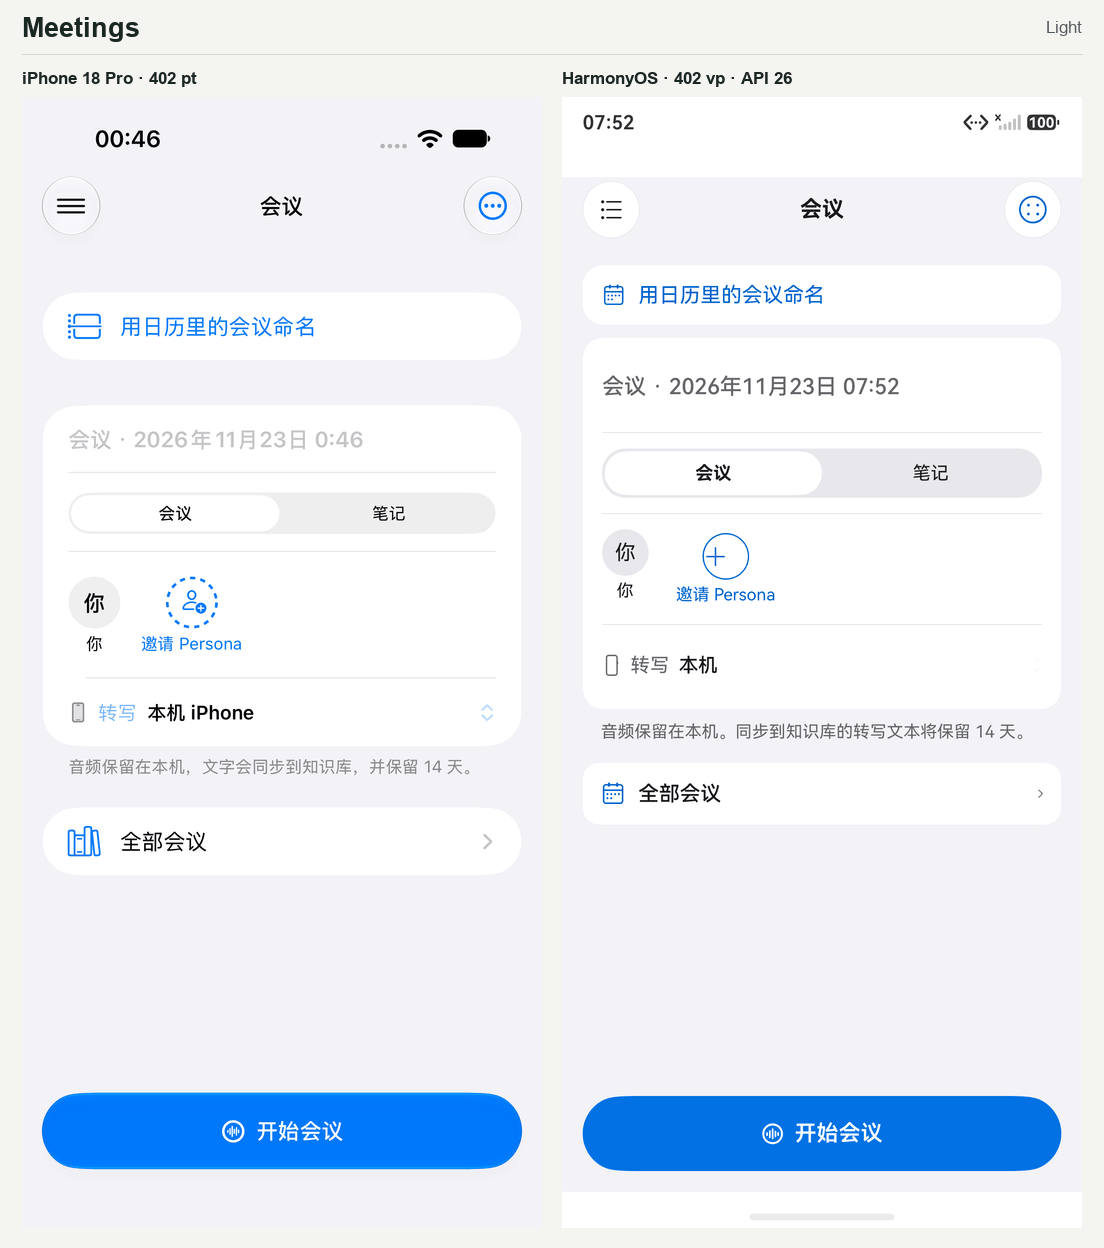 Meetings
Light
iPhone 18 Pro · 402 pt
00:46
会议
用日历里的会议命名
会议 · 2026年11月23日 0:46
会议
笔记
你
你
邀请 Persona
转写 本机 iPhone
音频保留在本机，文字会同步到知识库，并保留 14 天。
全部会议
开始会议
HarmonyOS · 402 vp · API 26
07:52
100
会议
用日历里的会议命名
会议 · 2026年11月23日 07:52
会议
笔记
你
你
邀请 Persona
转写 本机
音频保留在本机。同步到知识库的转写文本将保留 14 天。
全部会议
开始会议